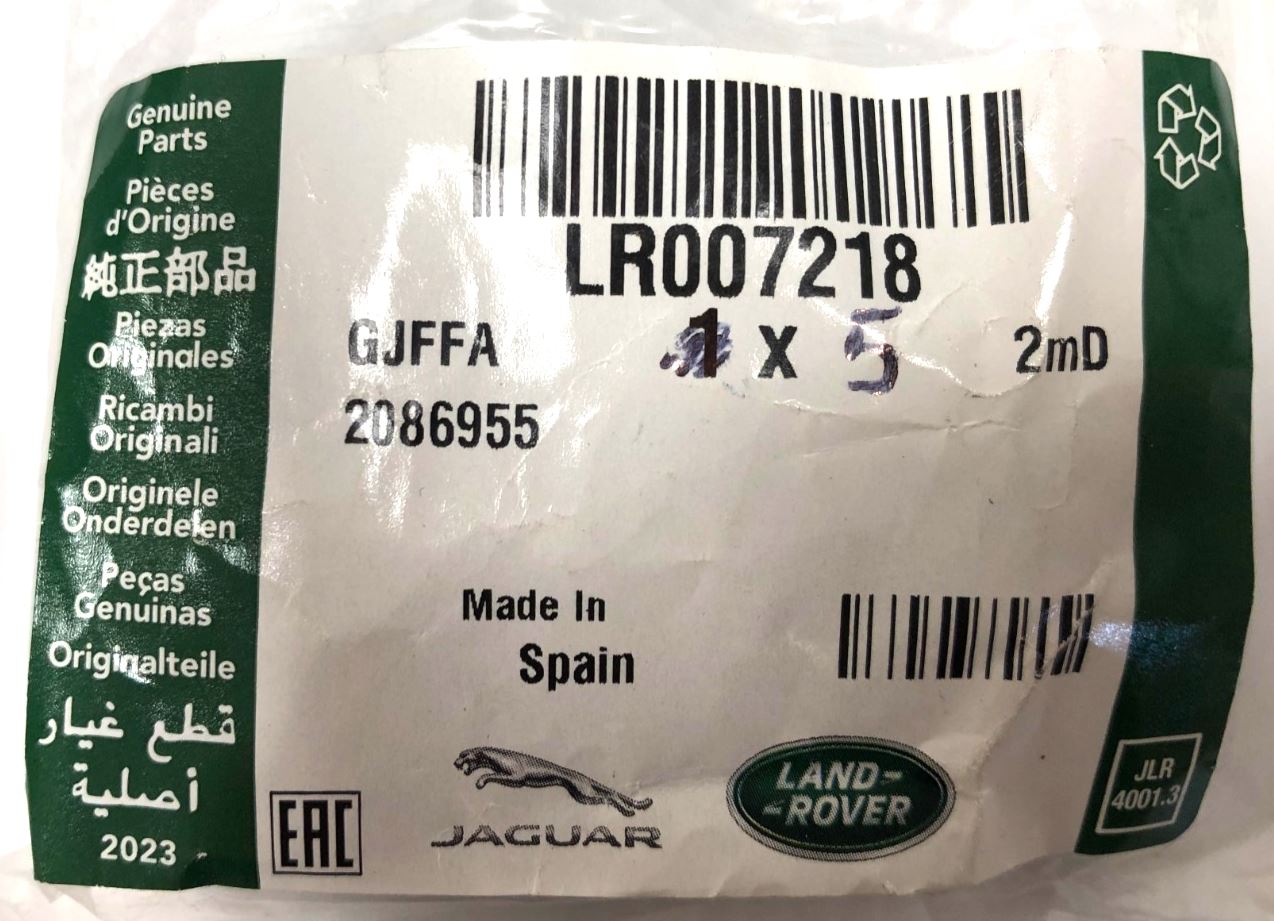 Genuine
Parts
Pièces
d'Origine
純正部品
Piezas
Originales
Ricambi
Originali
Originele
Onderdelen
Peças
Genuinas
Originalteile
قطع غيار
أصلية
2023
LR007218
GJFFA 1 X 5 2mD
2086955
Made In
Spain
EAC
JAGUAR
LAND-
-ROVER
JLR
4001.3